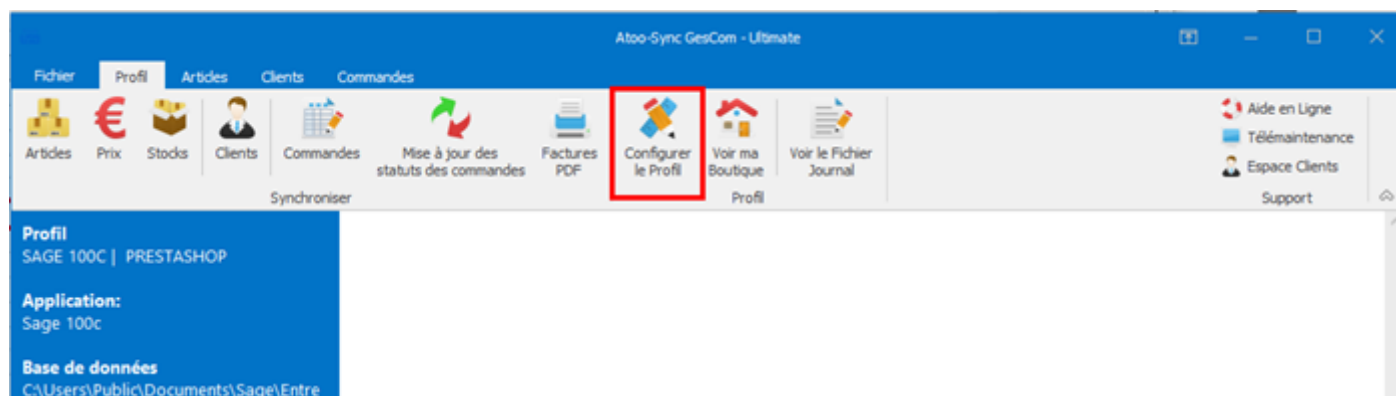 Atoo-Sync GesCom - Ultimate
Fichier Profil Articles Clients Commandes
Articles Prix Stocks Clients Commandes Mise à jour des statuts des commandes Factures PDF Configurer le Profil Voir ma Boutique Voir le Fichier Journal
Aide en Ligne
Télémaintenance
Espace Clients
Synchroniser Profil Support
Profil
SAGE 100C | PRESTASHOP
Application:
Sage 100c
Base de données
C:\Users\Public\Documents\Sage\Entre